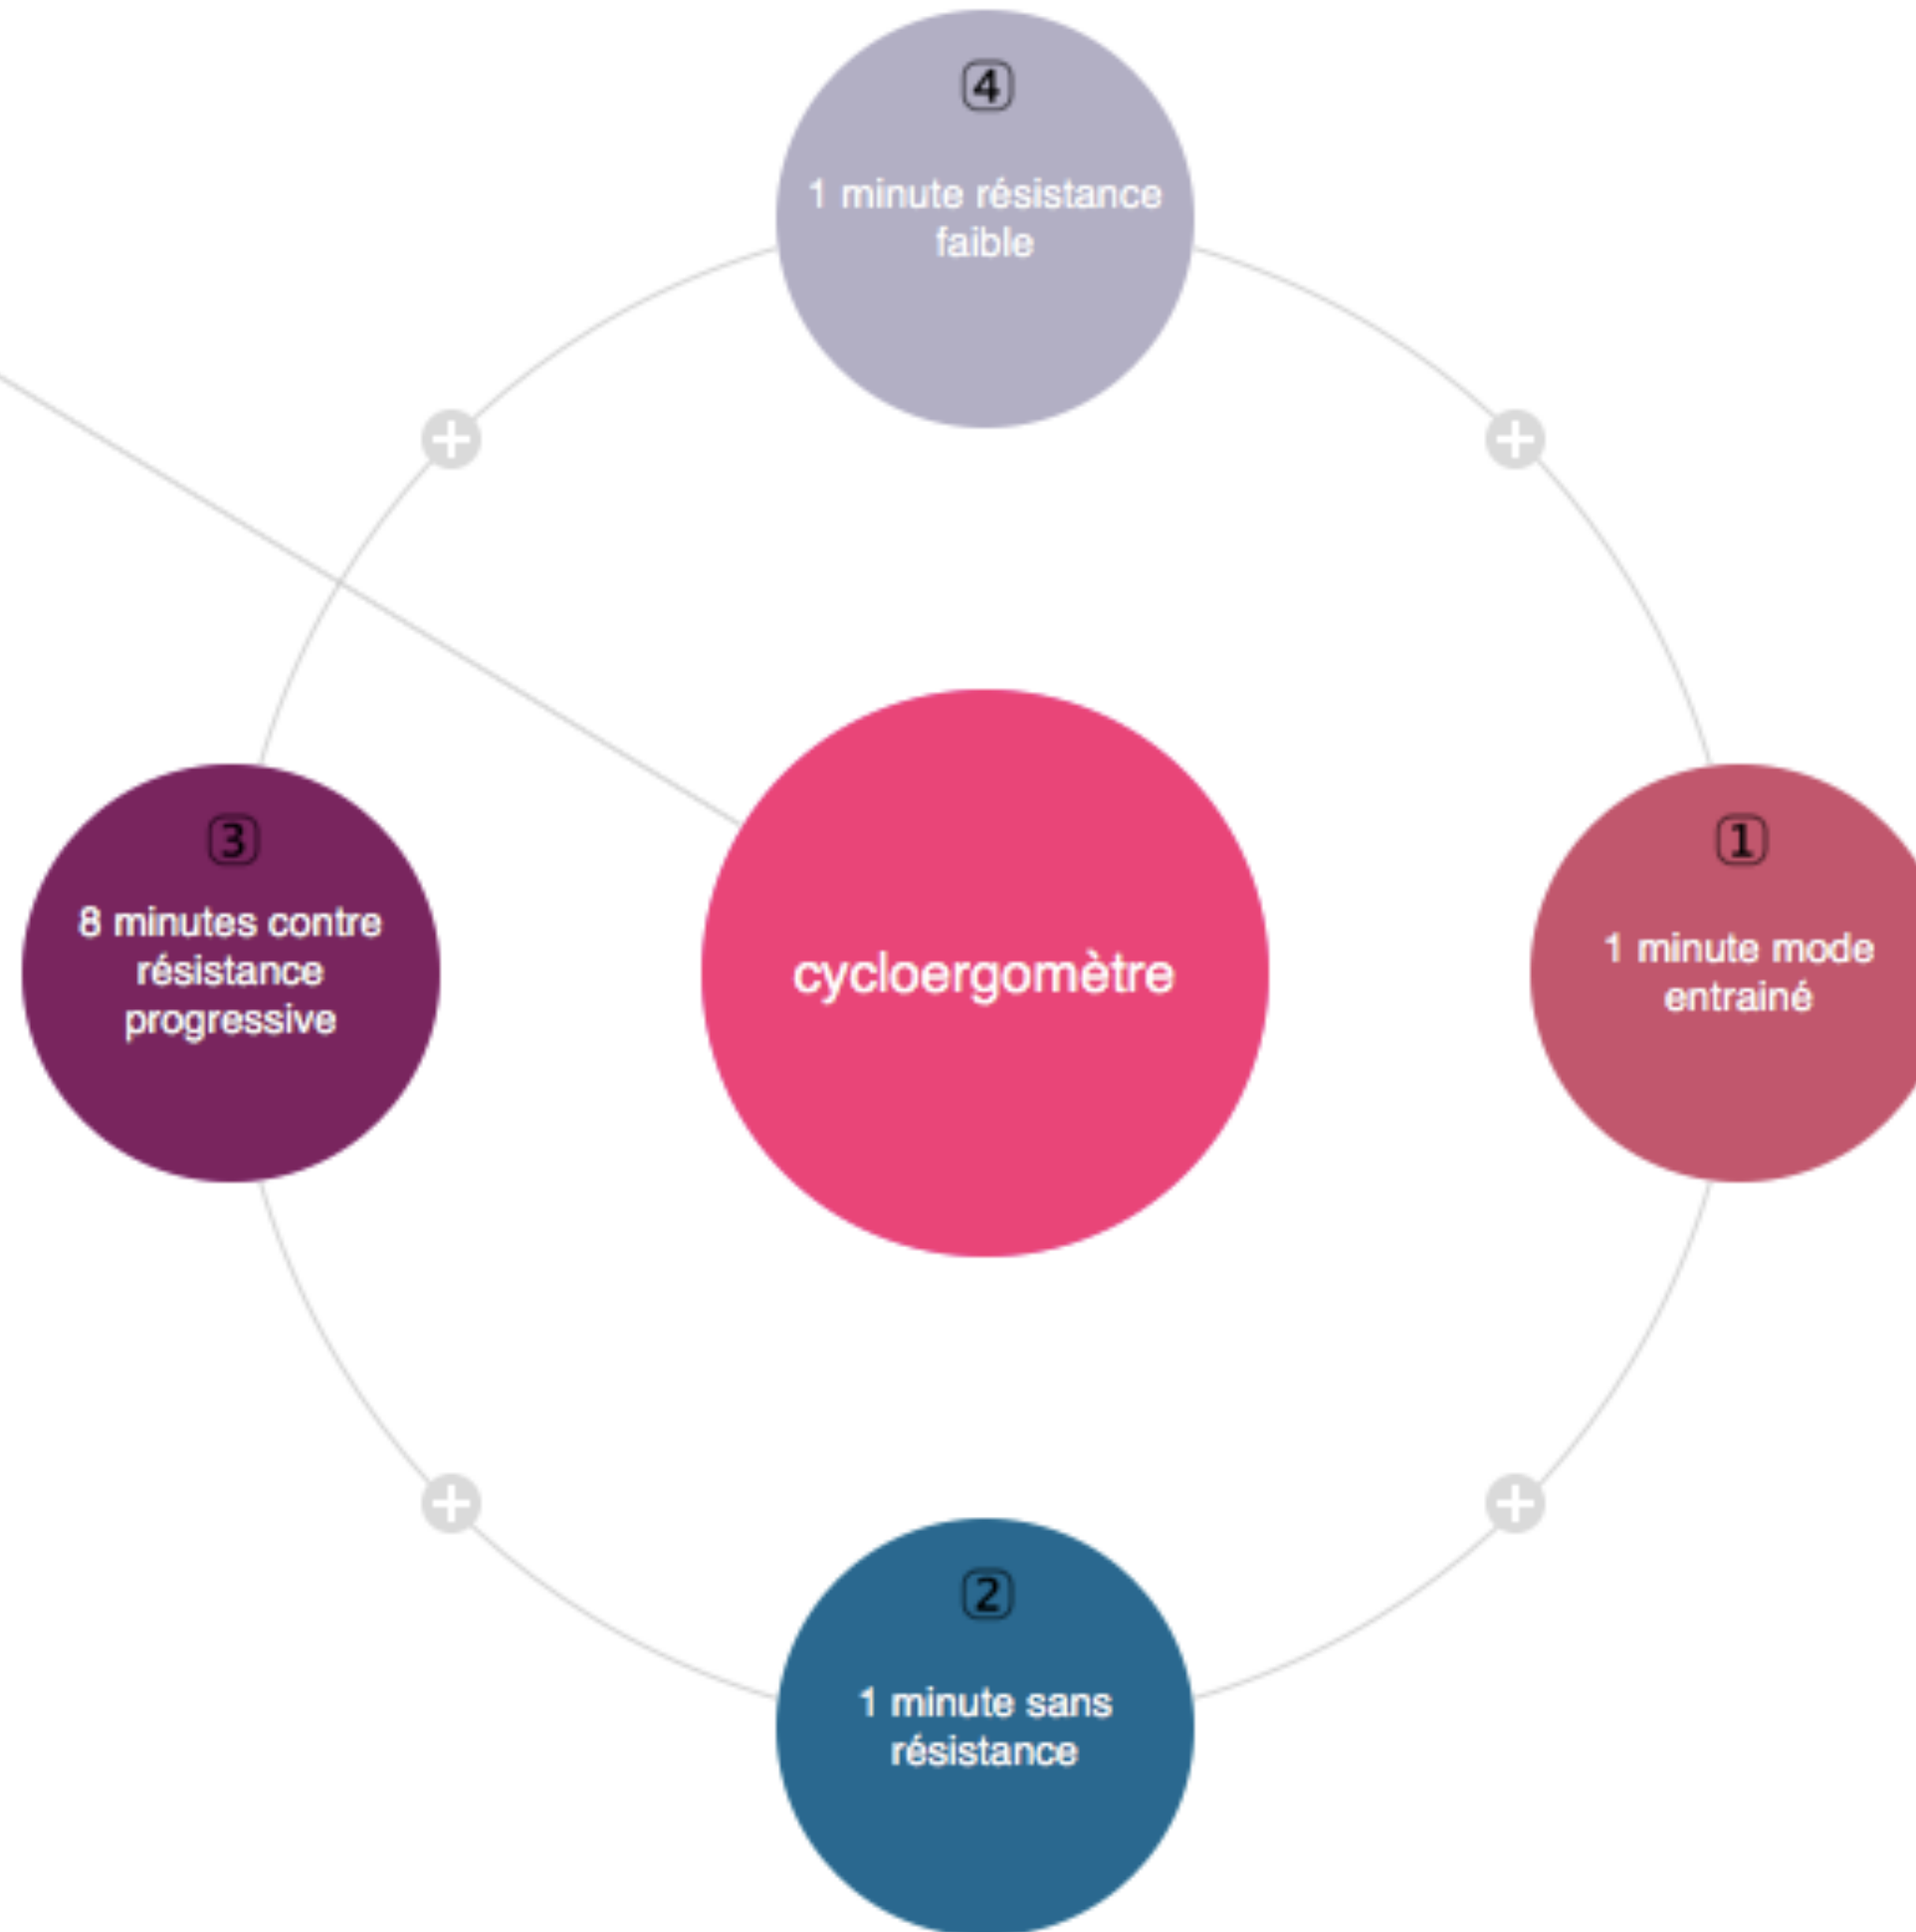 4
1 minute résistance
faible
3
8 minutes contre
résistance
progressive
cycloergomètre
1
1 minute mode
entrainé
2
1 minute sans
résistance